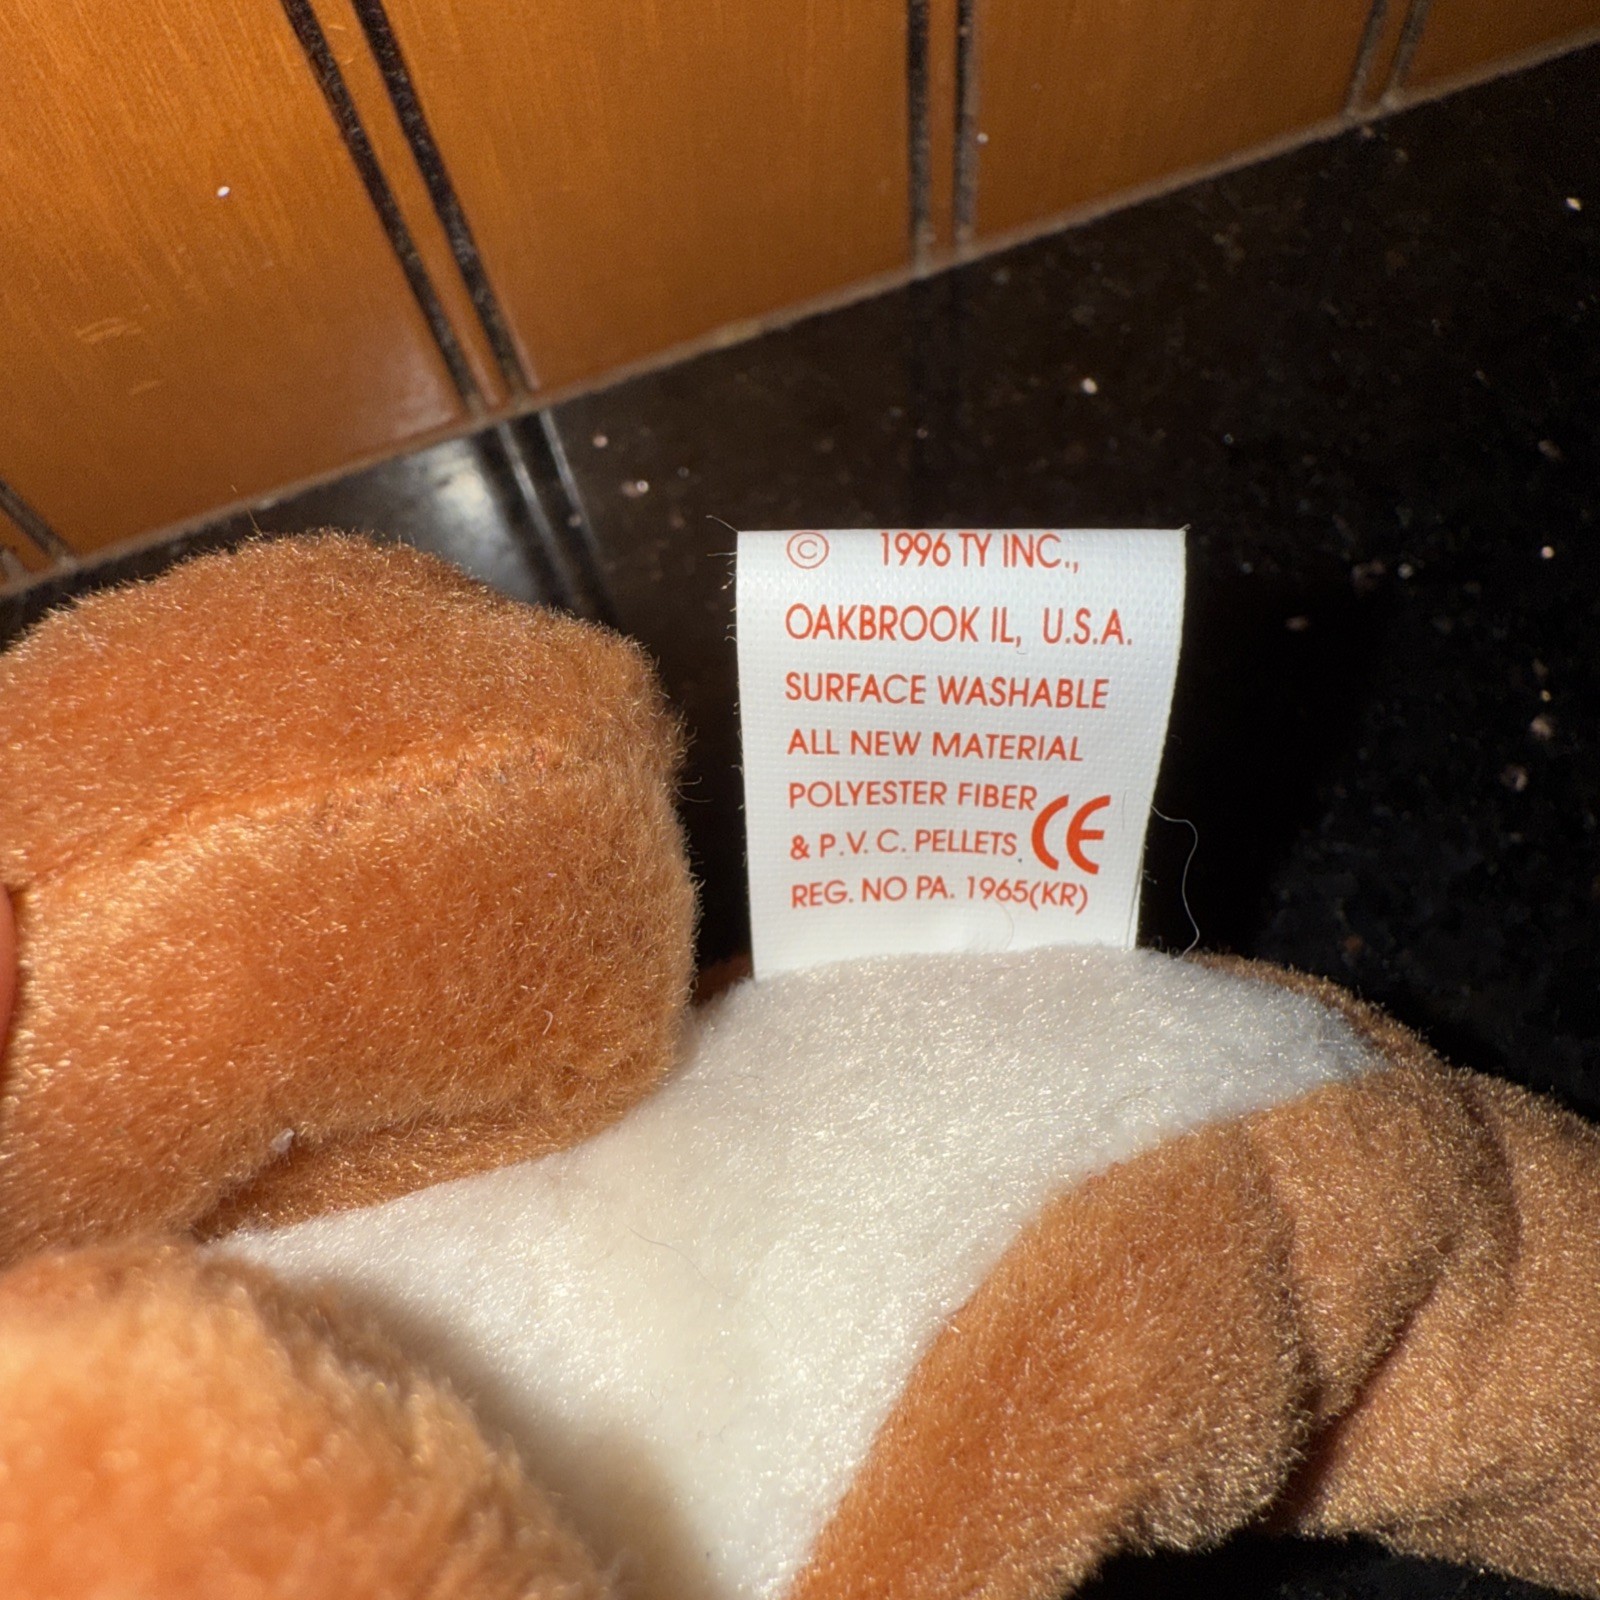 © 1996 TY INC.,
OAKBROOK IL, U.S.A.
SURFACE WASHABLE
ALL NEW MATERIAL
POLYESTER FIBER
& P.V.C. PELLETS. CE
REG. NO PA. 1965(KR)